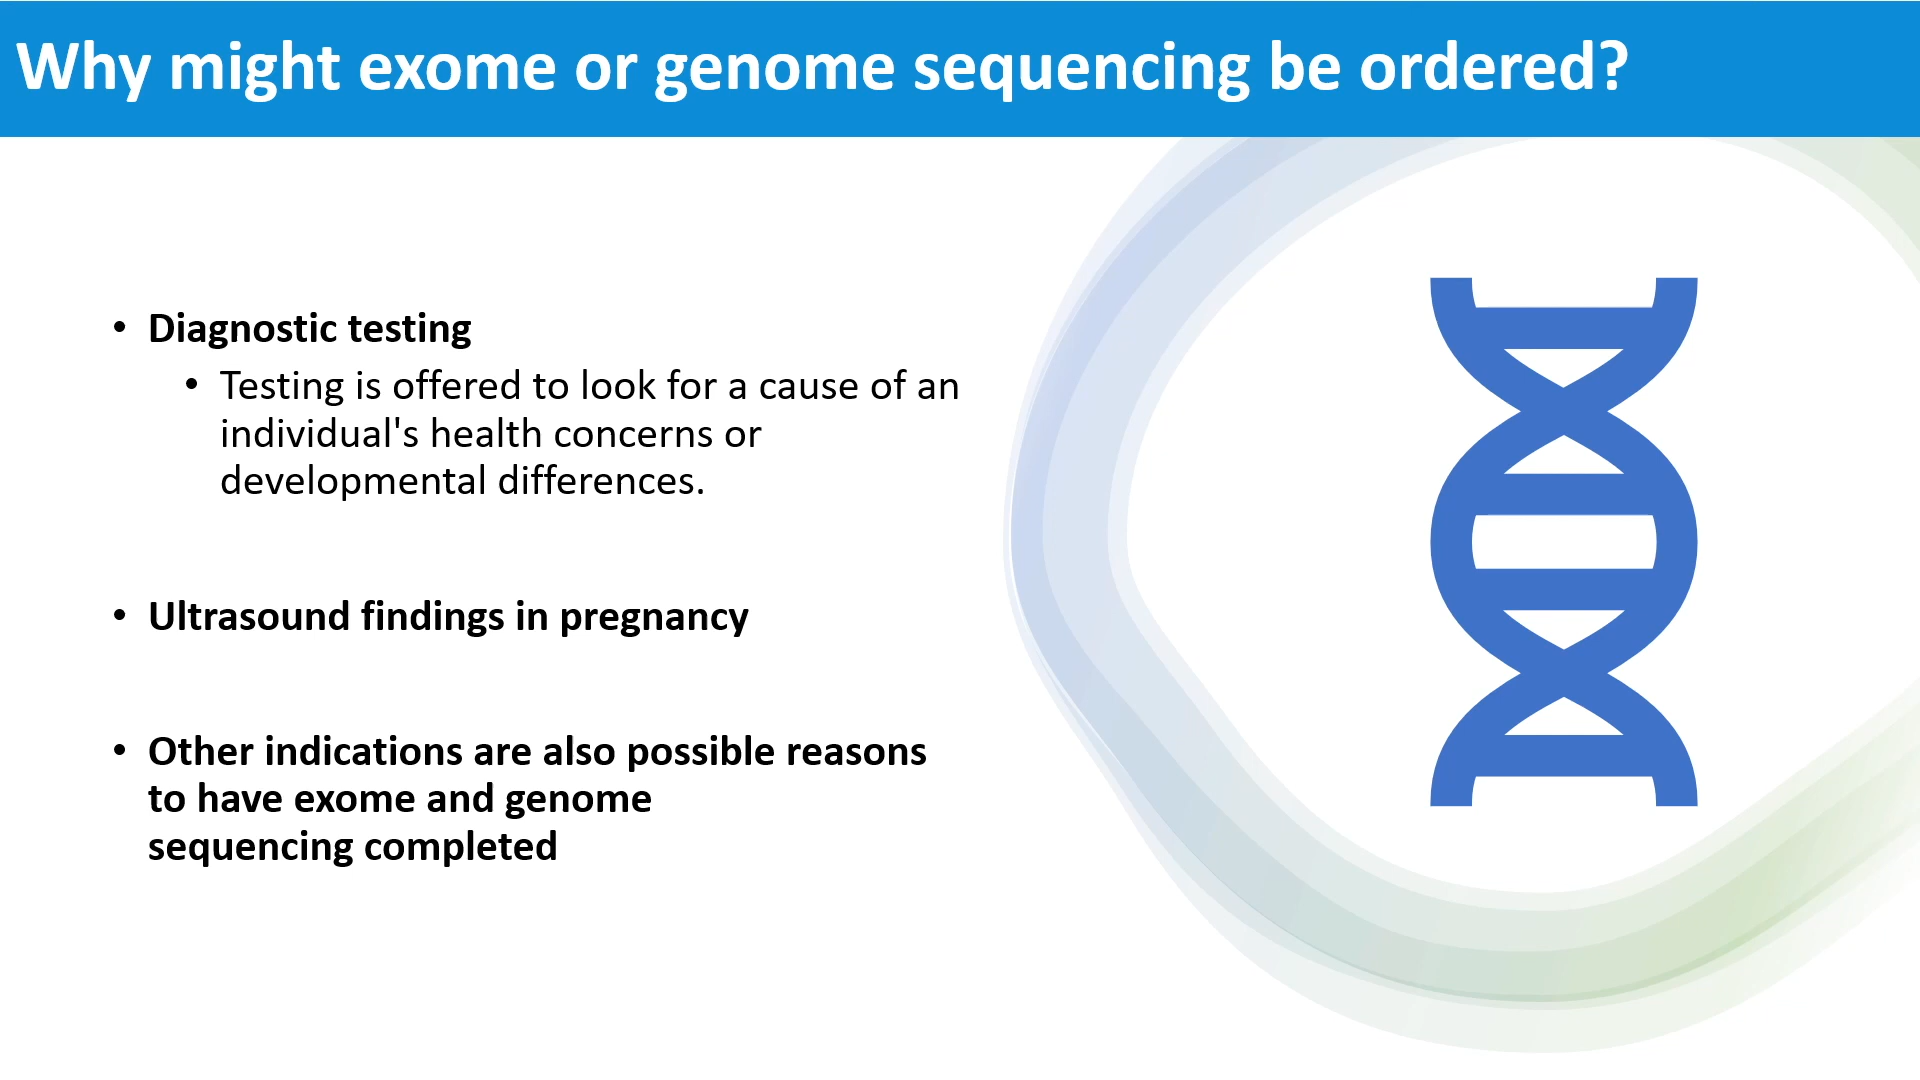 Why might exome or genome sequencing be ordered?
• Diagnostic testing
• Testing is offered to look for a cause of an
individual's health concerns or
developmental differences.
• Ultrasound findings in pregnancy
• Other indications are also possible reasons
to have exome and genome
sequencing completed